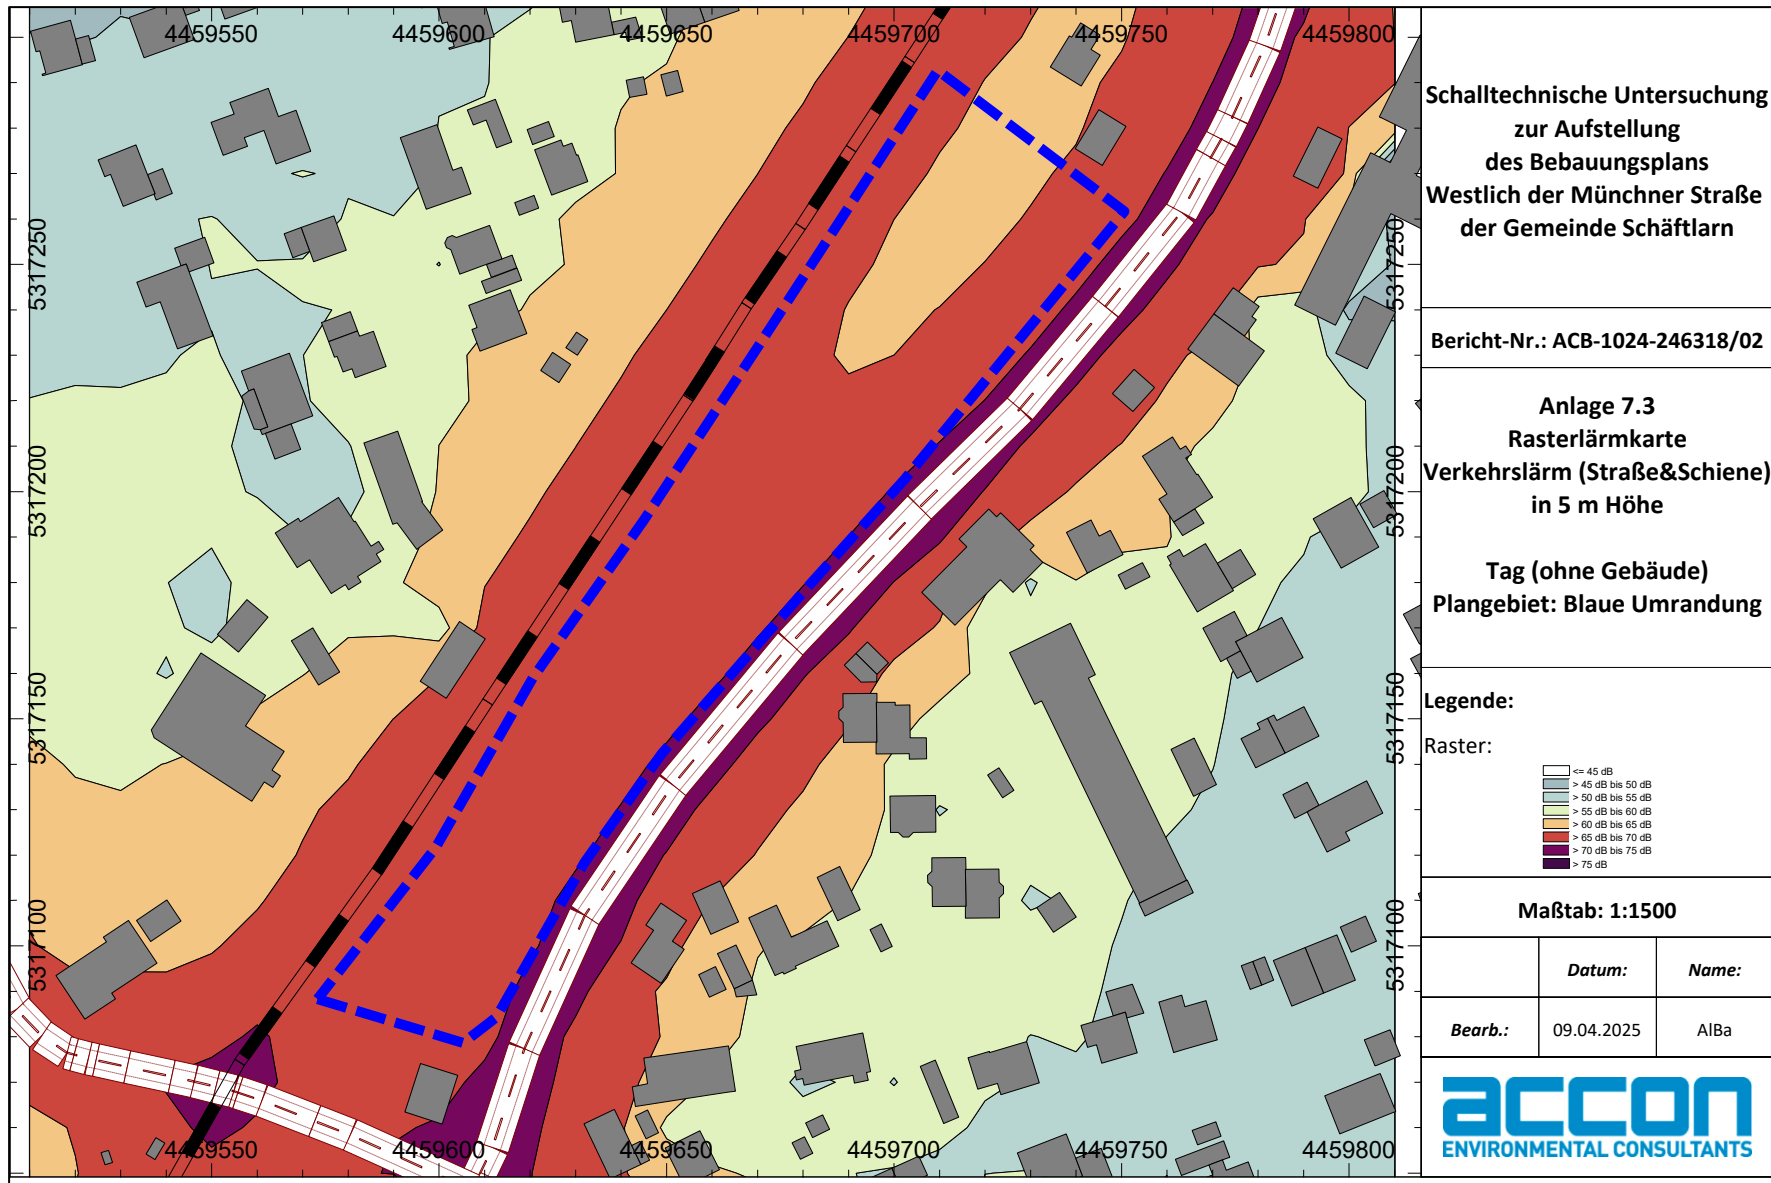 4459550
4459600
4459650
4459700
4459750
4459800
5317250
5317200
5317150
5317100
5317250
5317200
5317150
5317100
4459550
4459600
4459650
4459700
4459750
4459800
Schalltechnische Untersuchung
zur Aufstellung
des Bebauungsplans
Westlich der Münchner Straße
der Gemeinde Schäftlarn
Bericht-Nr.: ACB-1024-246318/02
Anlage 7.3
Rasterlärmkarte
Verkehrslärm (Straße&Schiene)
in 5 m Höhe
Tag (ohne Gebäude)
Plangebiet: Blaue Umrandung
Legende:
Raster:
<= 45 dB
> 45 dB bis 50 dB
> 50 dB bis 55 dB
> 55 dB bis 60 dB
> 60 dB bis 65 dB
> 65 dB bis 70 dB
> 70 dB bis 75 dB
> 75 dB
Maßstab: 1:1500
Datum: Name:
Bearb.: 09.04.2025 AlBa
accon
ENVIRONMENTAL CONSULTANTS